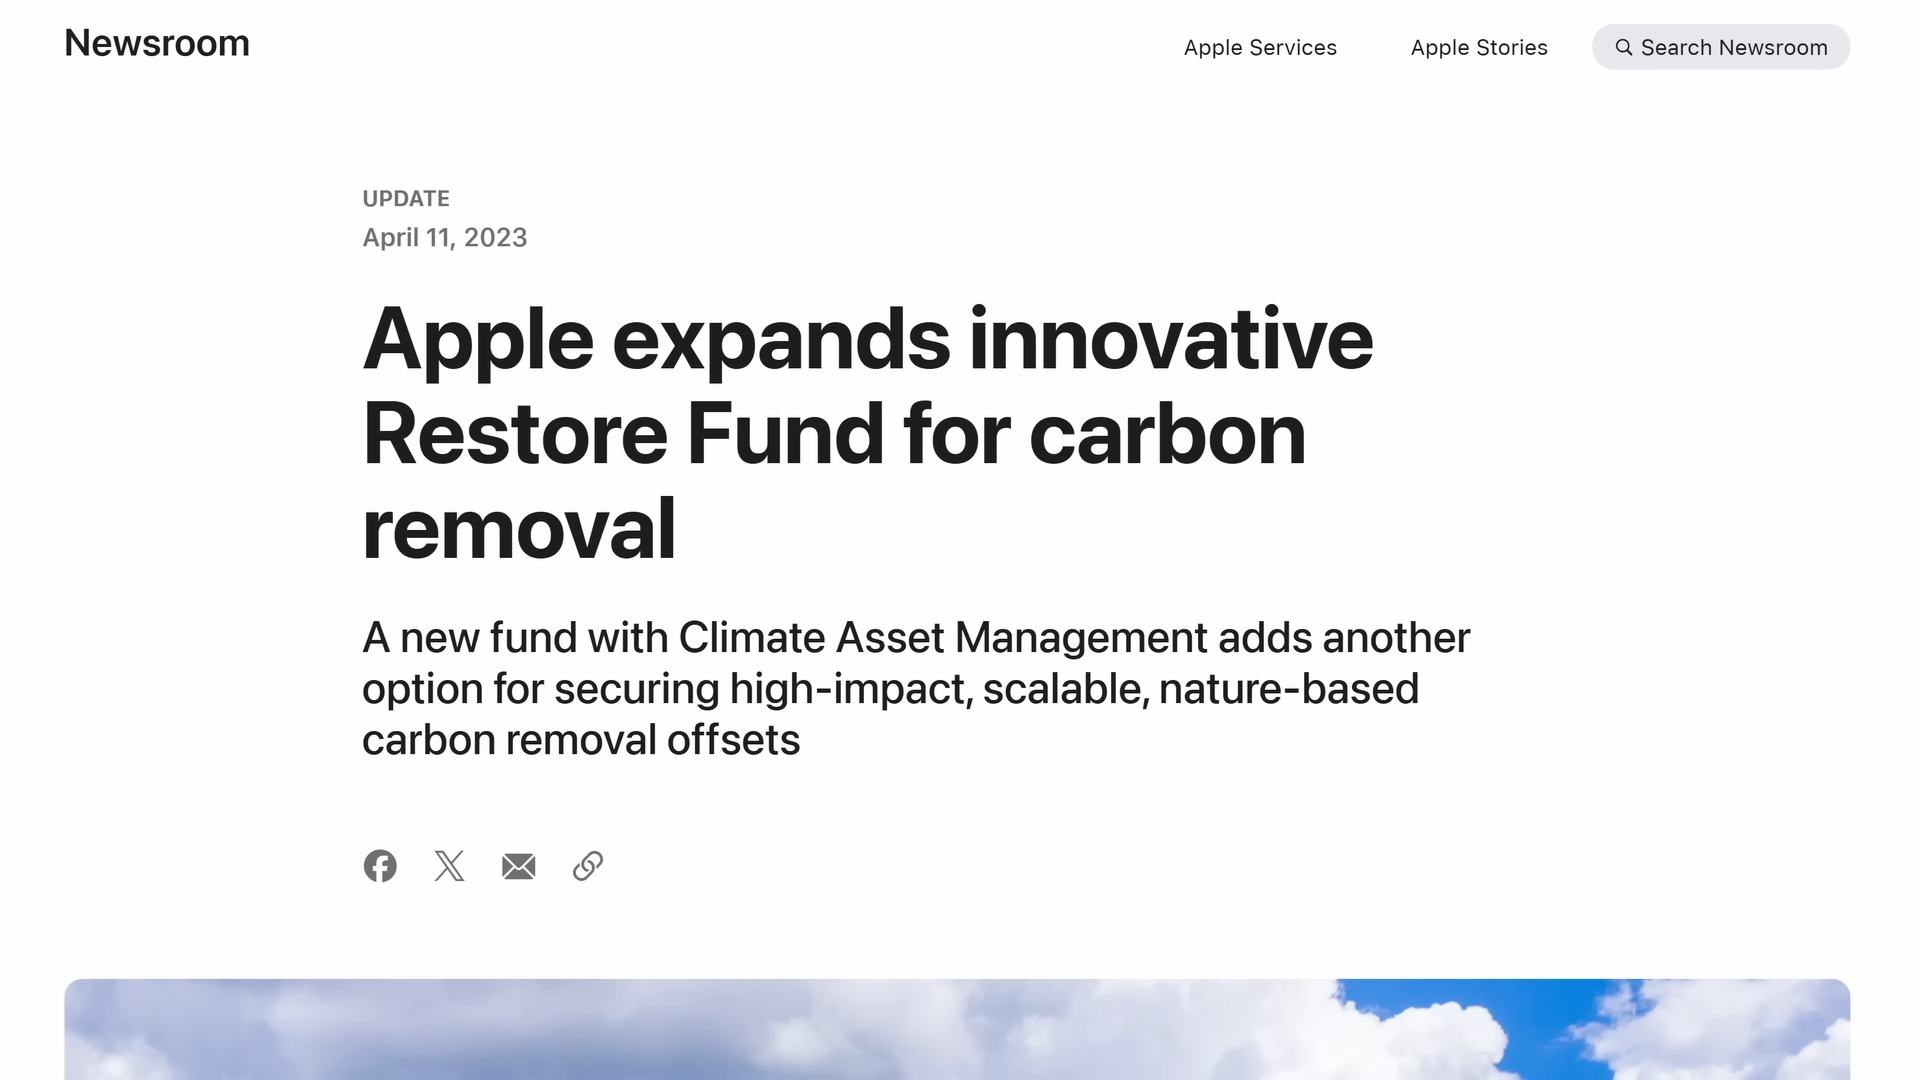 Newsroom
Apple Services
Apple Stories
Search Newsroom
UPDATE
April 11, 2023
Apple expands innovative
Restore Fund for carbon
removal
A new fund with Climate Asset Management adds another
option for securing high-impact, scalable, nature-based
carbon removal offsets